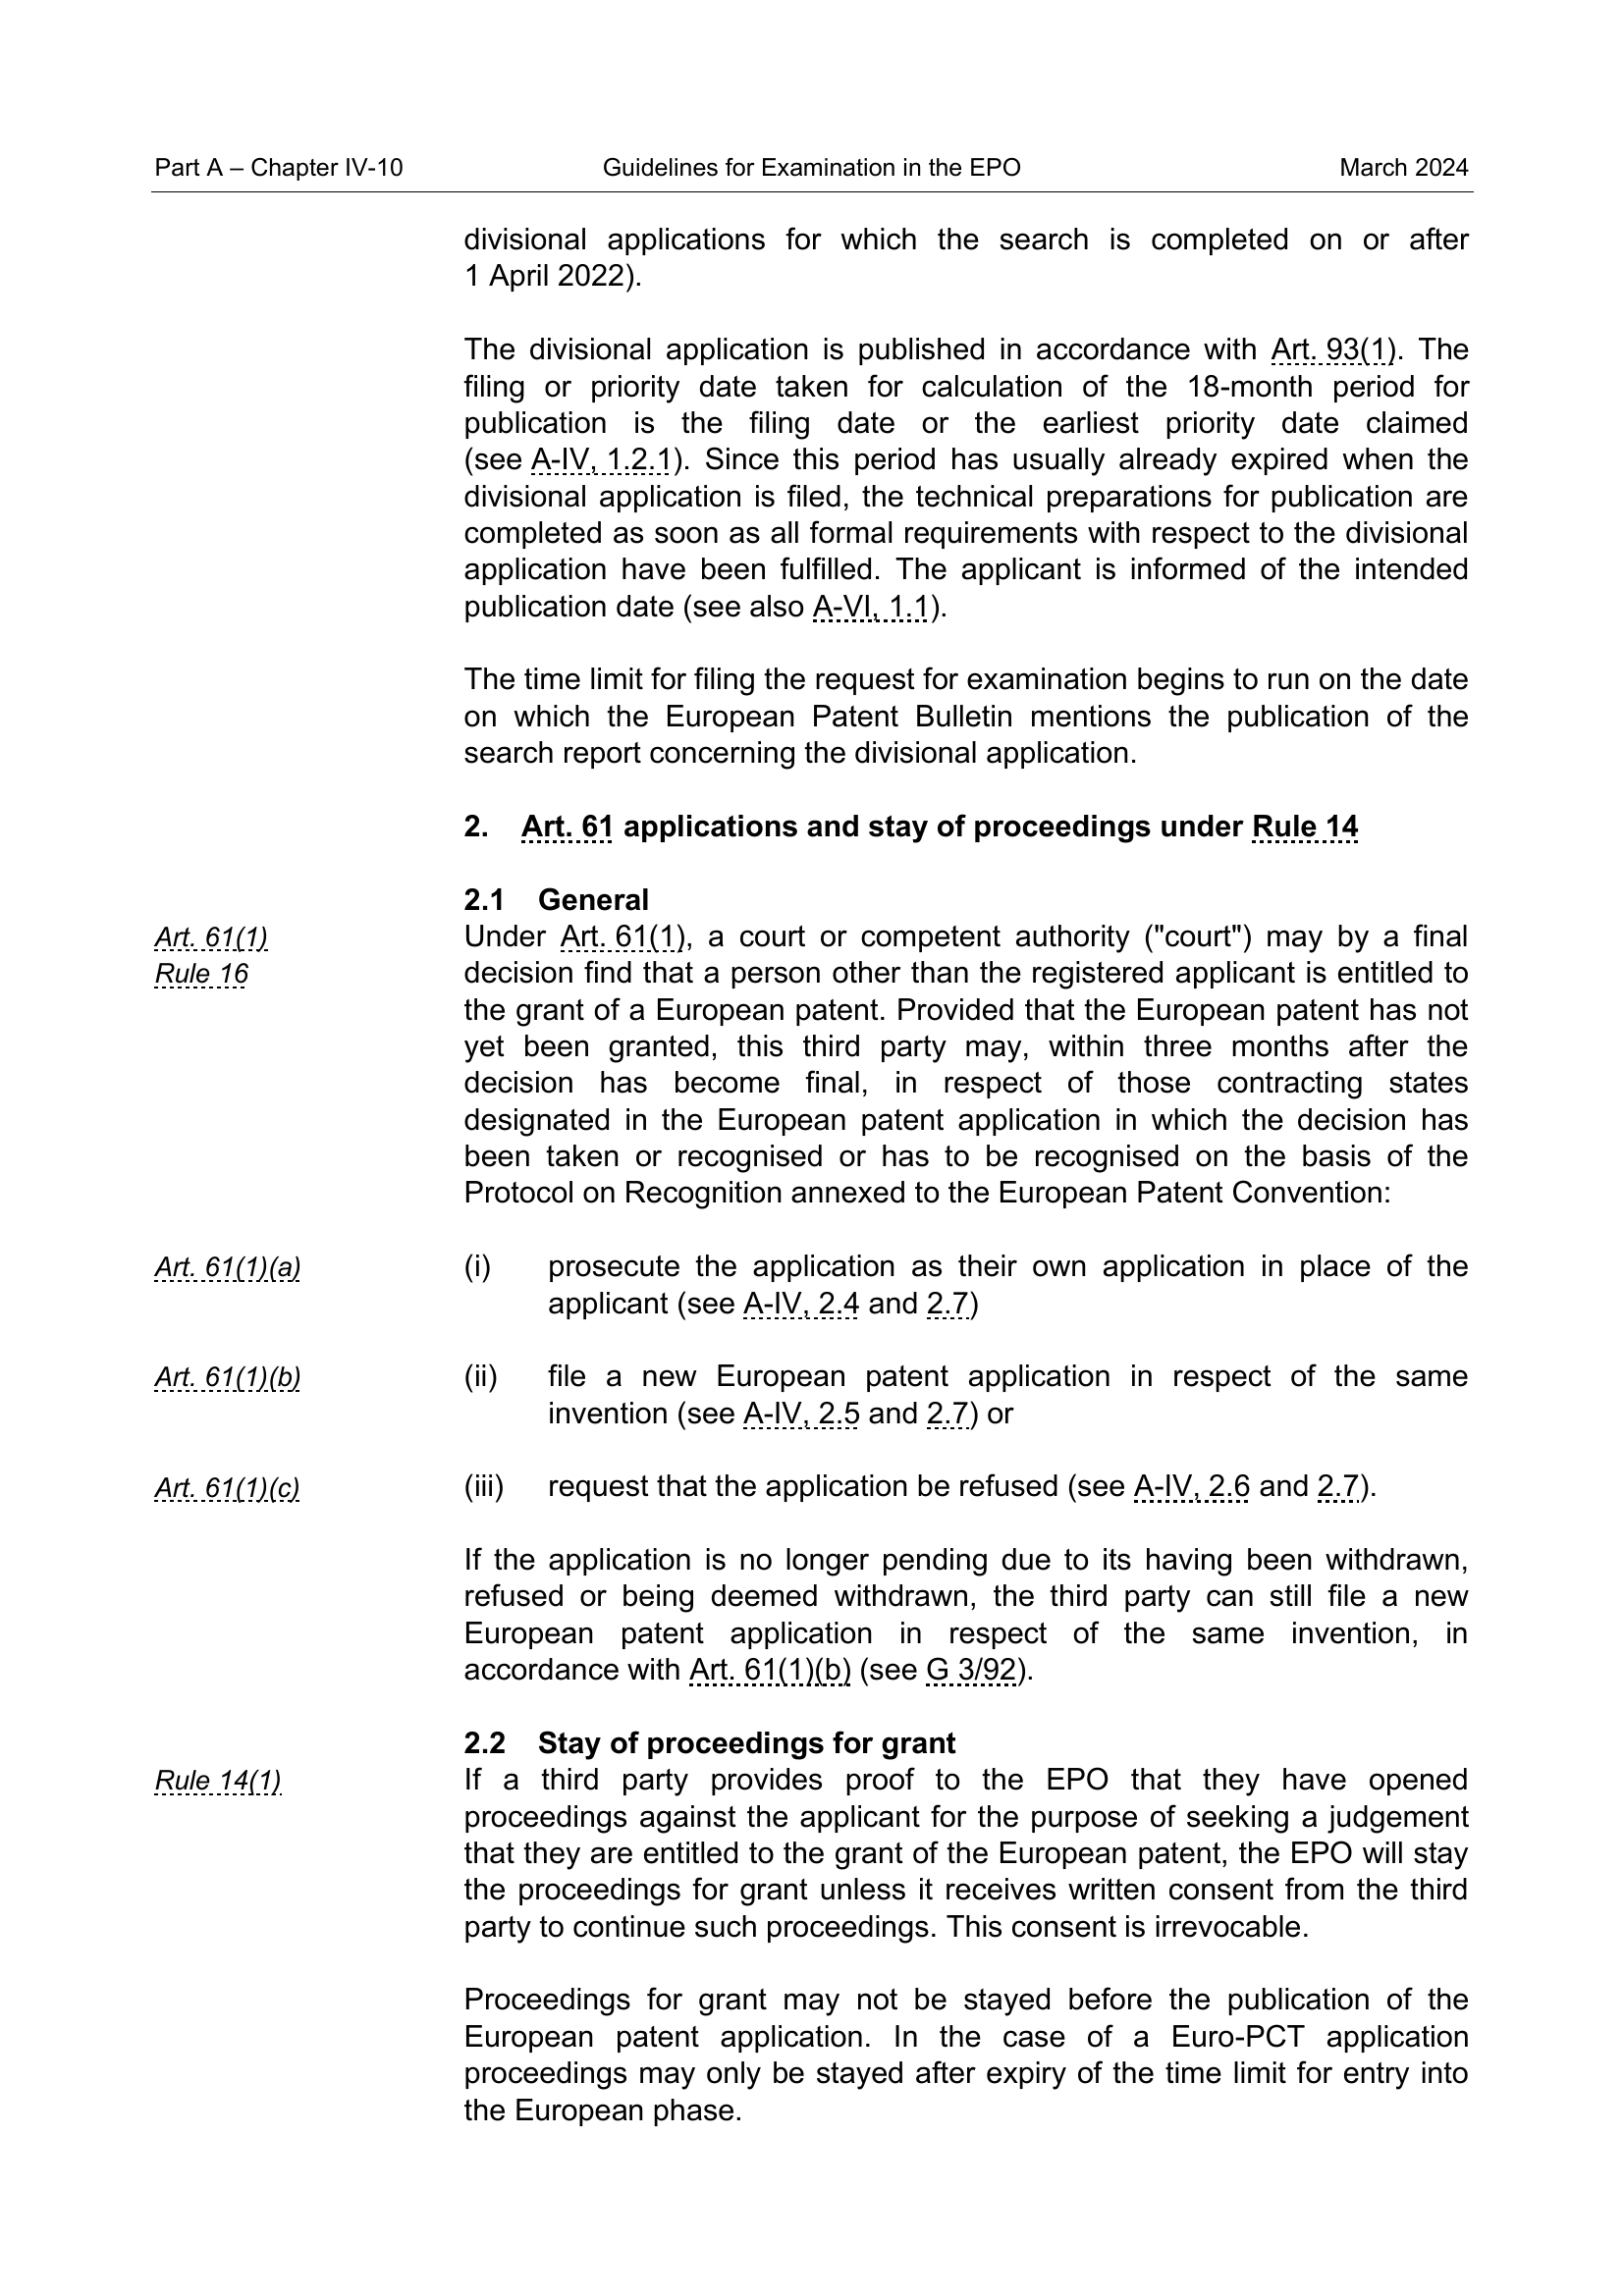 Part A – Chapter IV-10 Guidelines for Examination in the EPO March 2024
divisional applications for which the search is completed on or after
1 April 2022).
The divisional application is published in accordance with Art. 93(1). The
filing or priority date taken for calculation of the 18-month period for
publication is the filing date or the earliest priority date claimed
(see A-IV, 1.2.1). Since this period has usually already expired when the
divisional application is filed, the technical preparations for publication are
completed as soon as all formal requirements with respect to the divisional
application have been fulfilled. The applicant is informed of the intended
publication date (see also A-VI, 1.1).
The time limit for filing the request for examination begins to run on the date
on which the European Patent Bulletin mentions the publication of the
search report concerning the divisional application.
2. Art. 61 applications and stay of proceedings under Rule 14
2.1 General
Art. 61(1) Under Art. 61(1), a court or competent authority ("court") may by a final
Rule 16 decision find that a person other than the registered applicant is entitled to
the grant of a European patent. Provided that the European patent has not
yet been granted, this third party may, within three months after the
decision has become final, in respect of those contracting states
designated in the European patent application in which the decision has
been taken or recognised or has to be recognised on the basis of the
Protocol on Recognition annexed to the European Patent Convention:
Art. 61(1)(a) (i) prosecute the application as their own application in place of the
applicant (see A-IV, 2.4 and 2.7)
Art. 61(1)(b) (ii) file a new European patent application in respect of the same
invention (see A-IV, 2.5 and 2.7) or
Art. 61(1)(c) (iii) request that the application be refused (see A-IV, 2.6 and 2.7).
If the application is no longer pending due to its having been withdrawn,
refused or being deemed withdrawn, the third party can still file a new
European patent application in respect of the same invention, in
accordance with Art. 61(1)(b) (see G 3/92).
2.2 Stay of proceedings for grant
Rule 14(1) If a third party provides proof to the EPO that they have opened
proceedings against the applicant for the purpose of seeking a judgement
that they are entitled to the grant of the European patent, the EPO will stay
the proceedings for grant unless it receives written consent from the third
party to continue such proceedings. This consent is irrevocable.
Proceedings for grant may not be stayed before the publication of the
European patent application. In the case of a Euro-PCT application
proceedings may only be stayed after expiry of the time limit for entry into
the European phase.